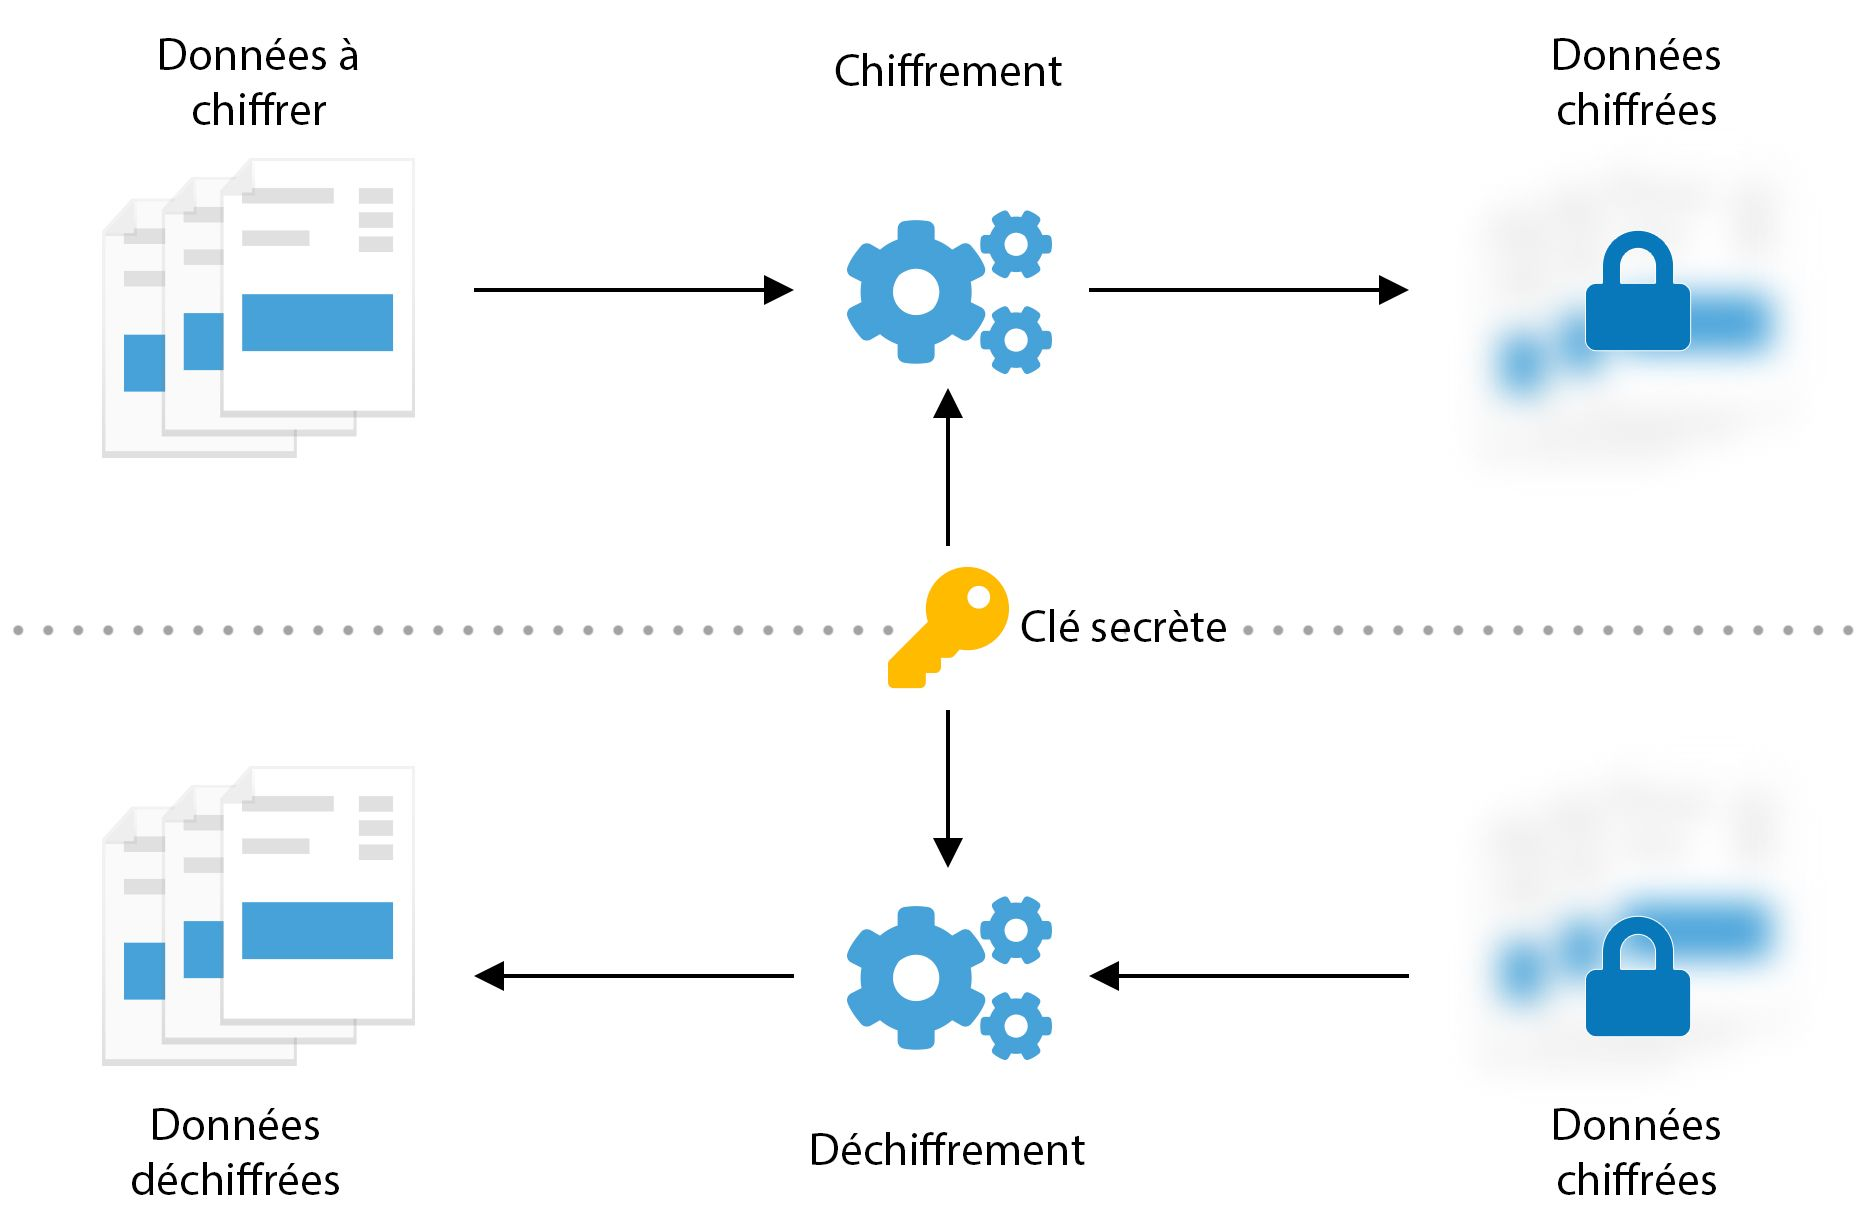 Données à
chiffrer
Chiffrement
Données
chiffrées
Clé secrète
Données
déchiffrées
Déchiffrement
Données
chiffrées